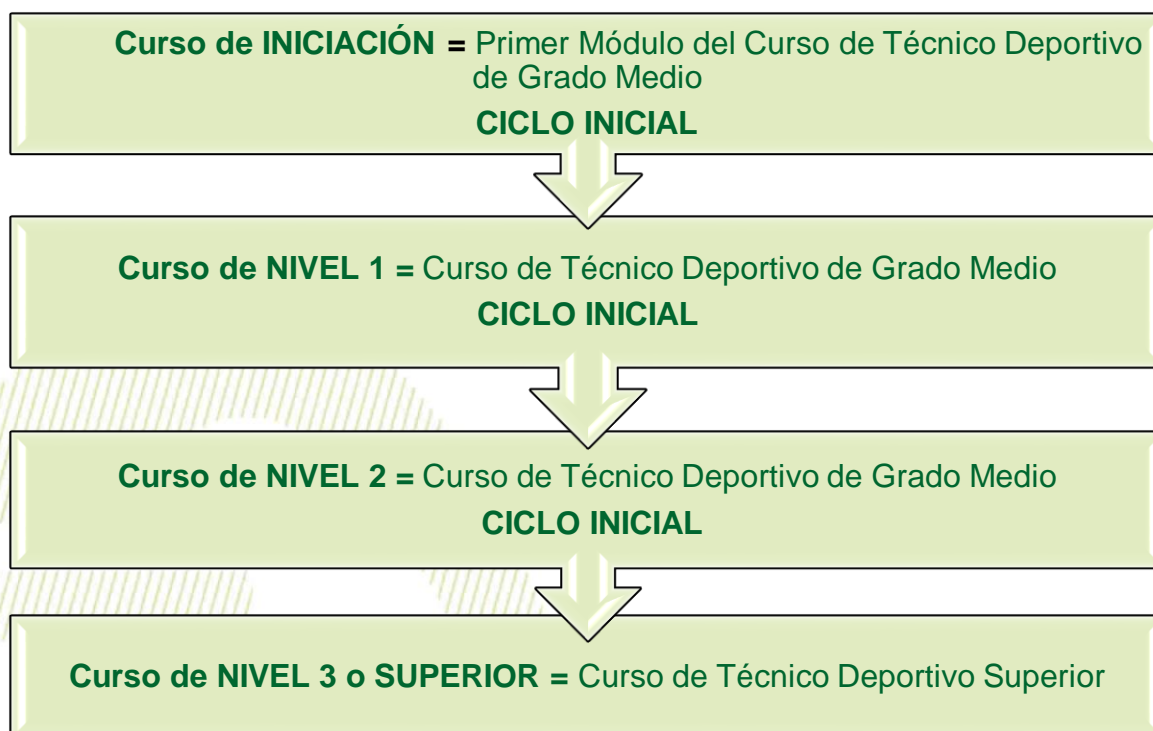 Curso de INICIACIÓN = Primer Módulo del Curso de Técnico Deportivo
de Grado Medio
CICLO INICIAL
Curso de NIVEL 1 = Curso de Técnico Deportivo de Grado Medio
CICLO INICIAL
Curso de NIVEL 2 = Curso de Técnico Deportivo de Grado Medio
CICLO INICIAL
Curso de NIVEL 3 o SUPERIOR = Curso de Técnico Deportivo Superior